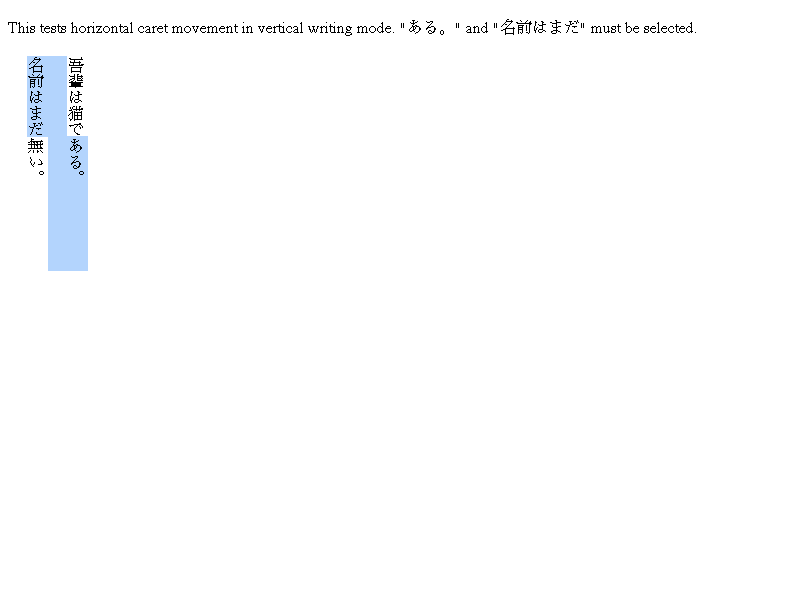 This tests horizontal caret movement in vertical writing mode. "ある。" and "名前はまだ" must be selected.
吾輩は猫である。
名前はまだ無い。